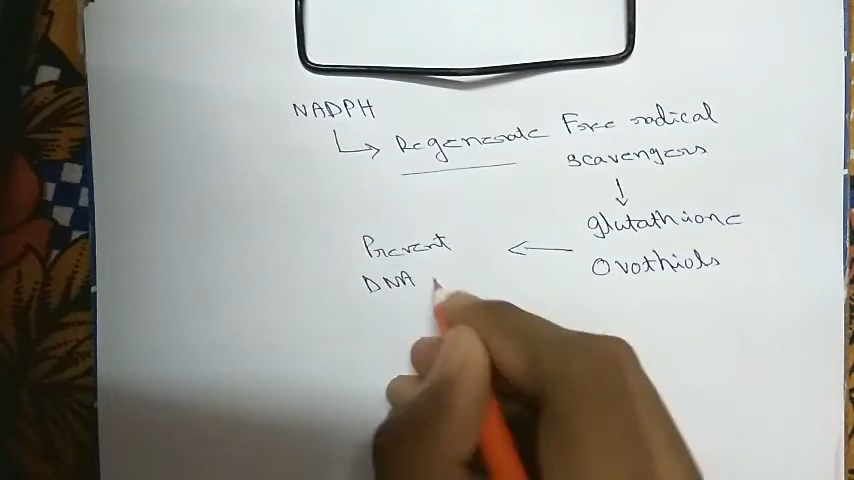 NADPH
Regenerate Free radical
scavengers
glutathione
Ovothiols
Prevent
DNA